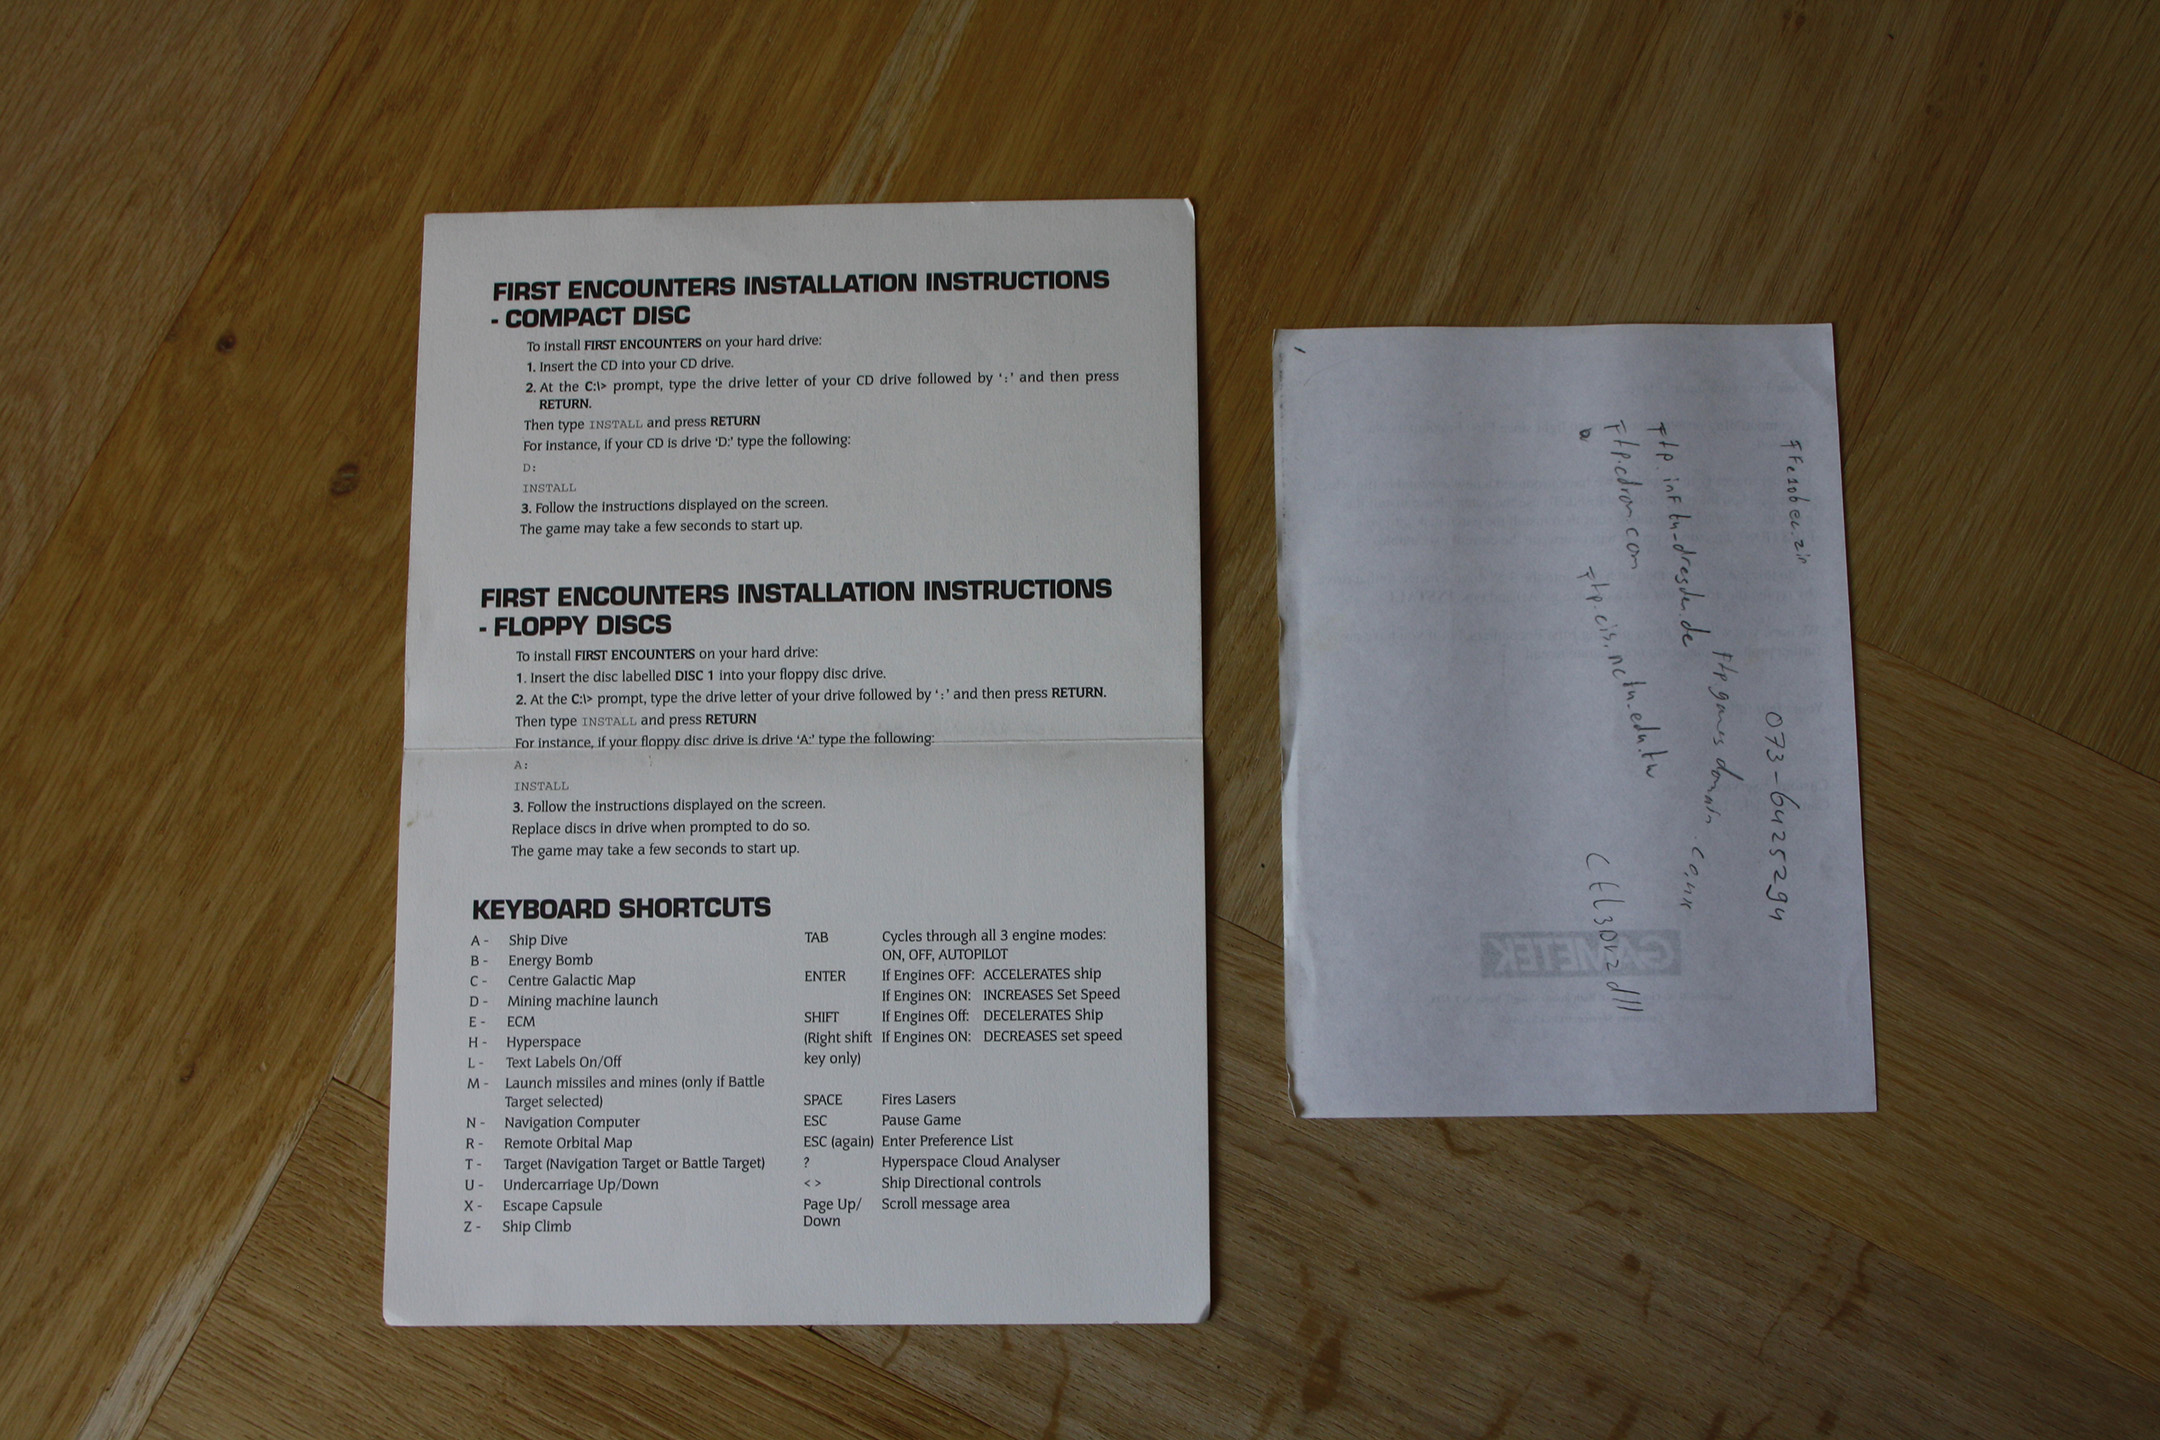 FIRST ENCOUNTERS INSTALLATION INSTRUCTIONS
- COMPACT DISC
To install FIRST ENCOUNTERS on your hard drive:
1. Insert the CD into your CD drive.
2. At the C:\> prompt, type the drive letter of your CD drive followed by ‘:’ and then press
RETURN.
Then type INSTALL and press RETURN
For instance, if your CD is drive ‘D:’ type the following:
D:
INSTALL
3. Follow the instructions displayed on the screen.
The game may take a few seconds to start up.
FIRST ENCOUNTERS INSTALLATION INSTRUCTIONS
- FLOPPY DISCS
To install FIRST ENCOUNTERS on your hard drive:
1. Insert the disc labelled DISC 1 into your floppy disc drive.
2. At the C:\> prompt, type the drive letter of your drive followed by ‘:’ and then press RETURN.
Then type INSTALL and press RETURN
For instance, if your floppy disc drive is drive ‘A:’ type the following:
A:
INSTALL
3. Follow the instructions displayed on the screen.
Replace discs in drive when prompted to do so.
The game may take a few seconds to start up.
KEYBOARD SHORTCUTS
A - Ship Dive
B - Energy Bomb
C - Centre Galactic Map
D - Mining machine launch
E - ECM
H - Hyperspace
L - Text Labels On/Off
M - Launch missiles and mines (only if Battle
Target selected)
N - Navigation Computer
R - Remote Orbital Map
T - Target (Navigation Target or Battle Target)
U - Undercarriage Up/Down
X - Escape Capsule
Z - Ship Climb
TAB Cycles through all 3 engine modes:
ON, OFF, AUTOPILOT
ENTER If Engines OFF: ACCELERATES ship
If Engines ON: INCREASES Set Speed
SHIFT If Engines Off: DECELERATES Ship
(Right shift If Engines ON: DECREASES set speed
key only)
SPACE Fires Lasers
ESC Pause Game
ESC (again) Enter Preference List
? Hyperspace Cloud Analyser
< > Ship Directional controls
Page Up/ Scroll message area
Down
073-6425294
ftp.inf.tu-dresden.de
ftp.cdrom.com
ftp.cis.nctu.edu.tw
Ctl3dv2 dll
GAMETEK